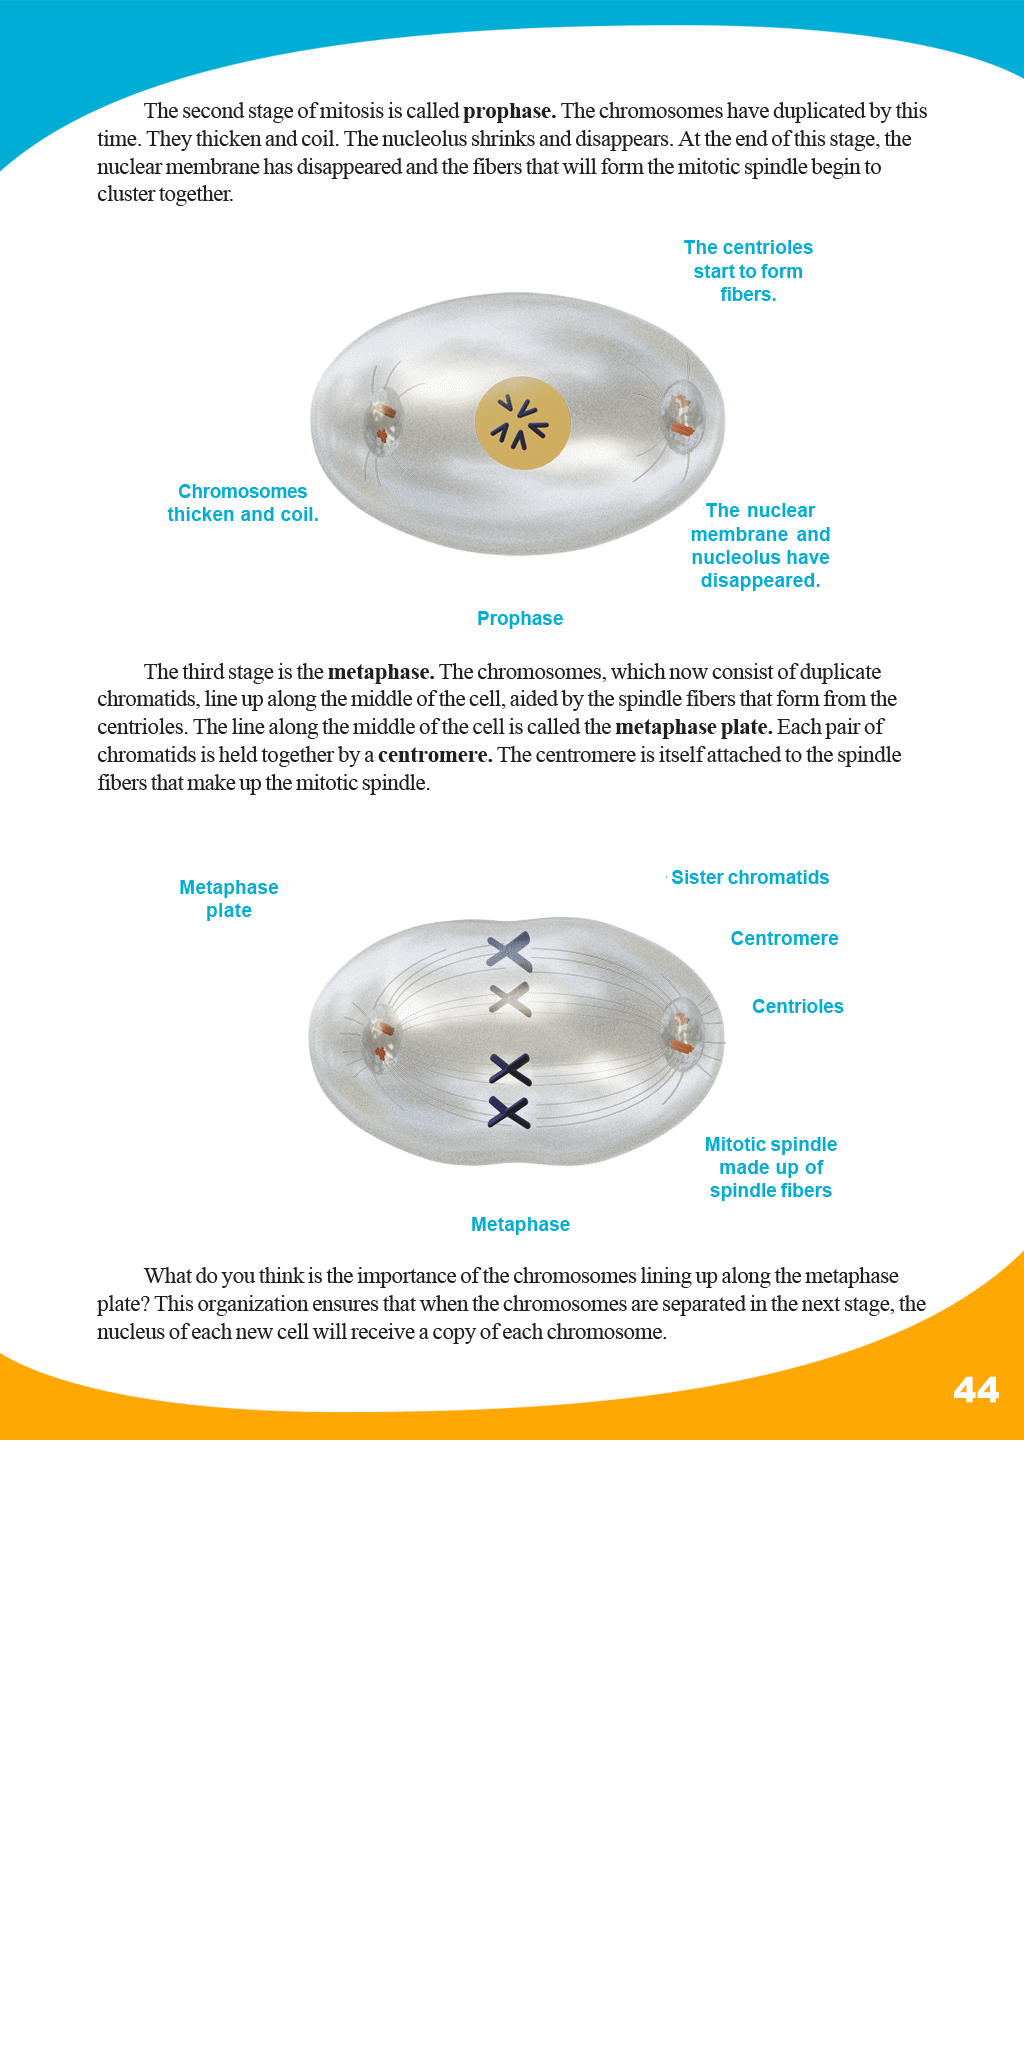 The second stage of mitosis is called prophase. The chromosomes have duplicated by this
time. They thicken and coil. The nucleolus shrinks and disappears. At the end of this stage, the
nuclear membrane has disappeared and the fibers that will form the mitotic spindle begin to
cluster together.
The centrioles
start to form
fibers.
Chromosomes
thicken and coil.
The nuclear
membrane and
nucleolus have
disappeared.
Prophase
The third stage is the metaphase. The chromosomes, which now consist of duplicate
chromatids, line up along the middle of the cell, aided by the spindle fibers that form from the
centrioles. The line along the middle of the cell is called the metaphase plate. Each pair of
chromatids is held together by a centromere. The centromere is itself attached to the spindle
fibers that make up the mitotic spindle.
Metaphase
plate
Sister chromatids
Centromere
Centrioles
Mitotic spindle
made up of
spindle fibers
Metaphase
What do you think is the importance of the chromosomes lining up along the metaphase
plate? This organization ensures that when the chromosomes are separated in the next stage, the
nucleus of each new cell will receive a copy of each chromosome.
44